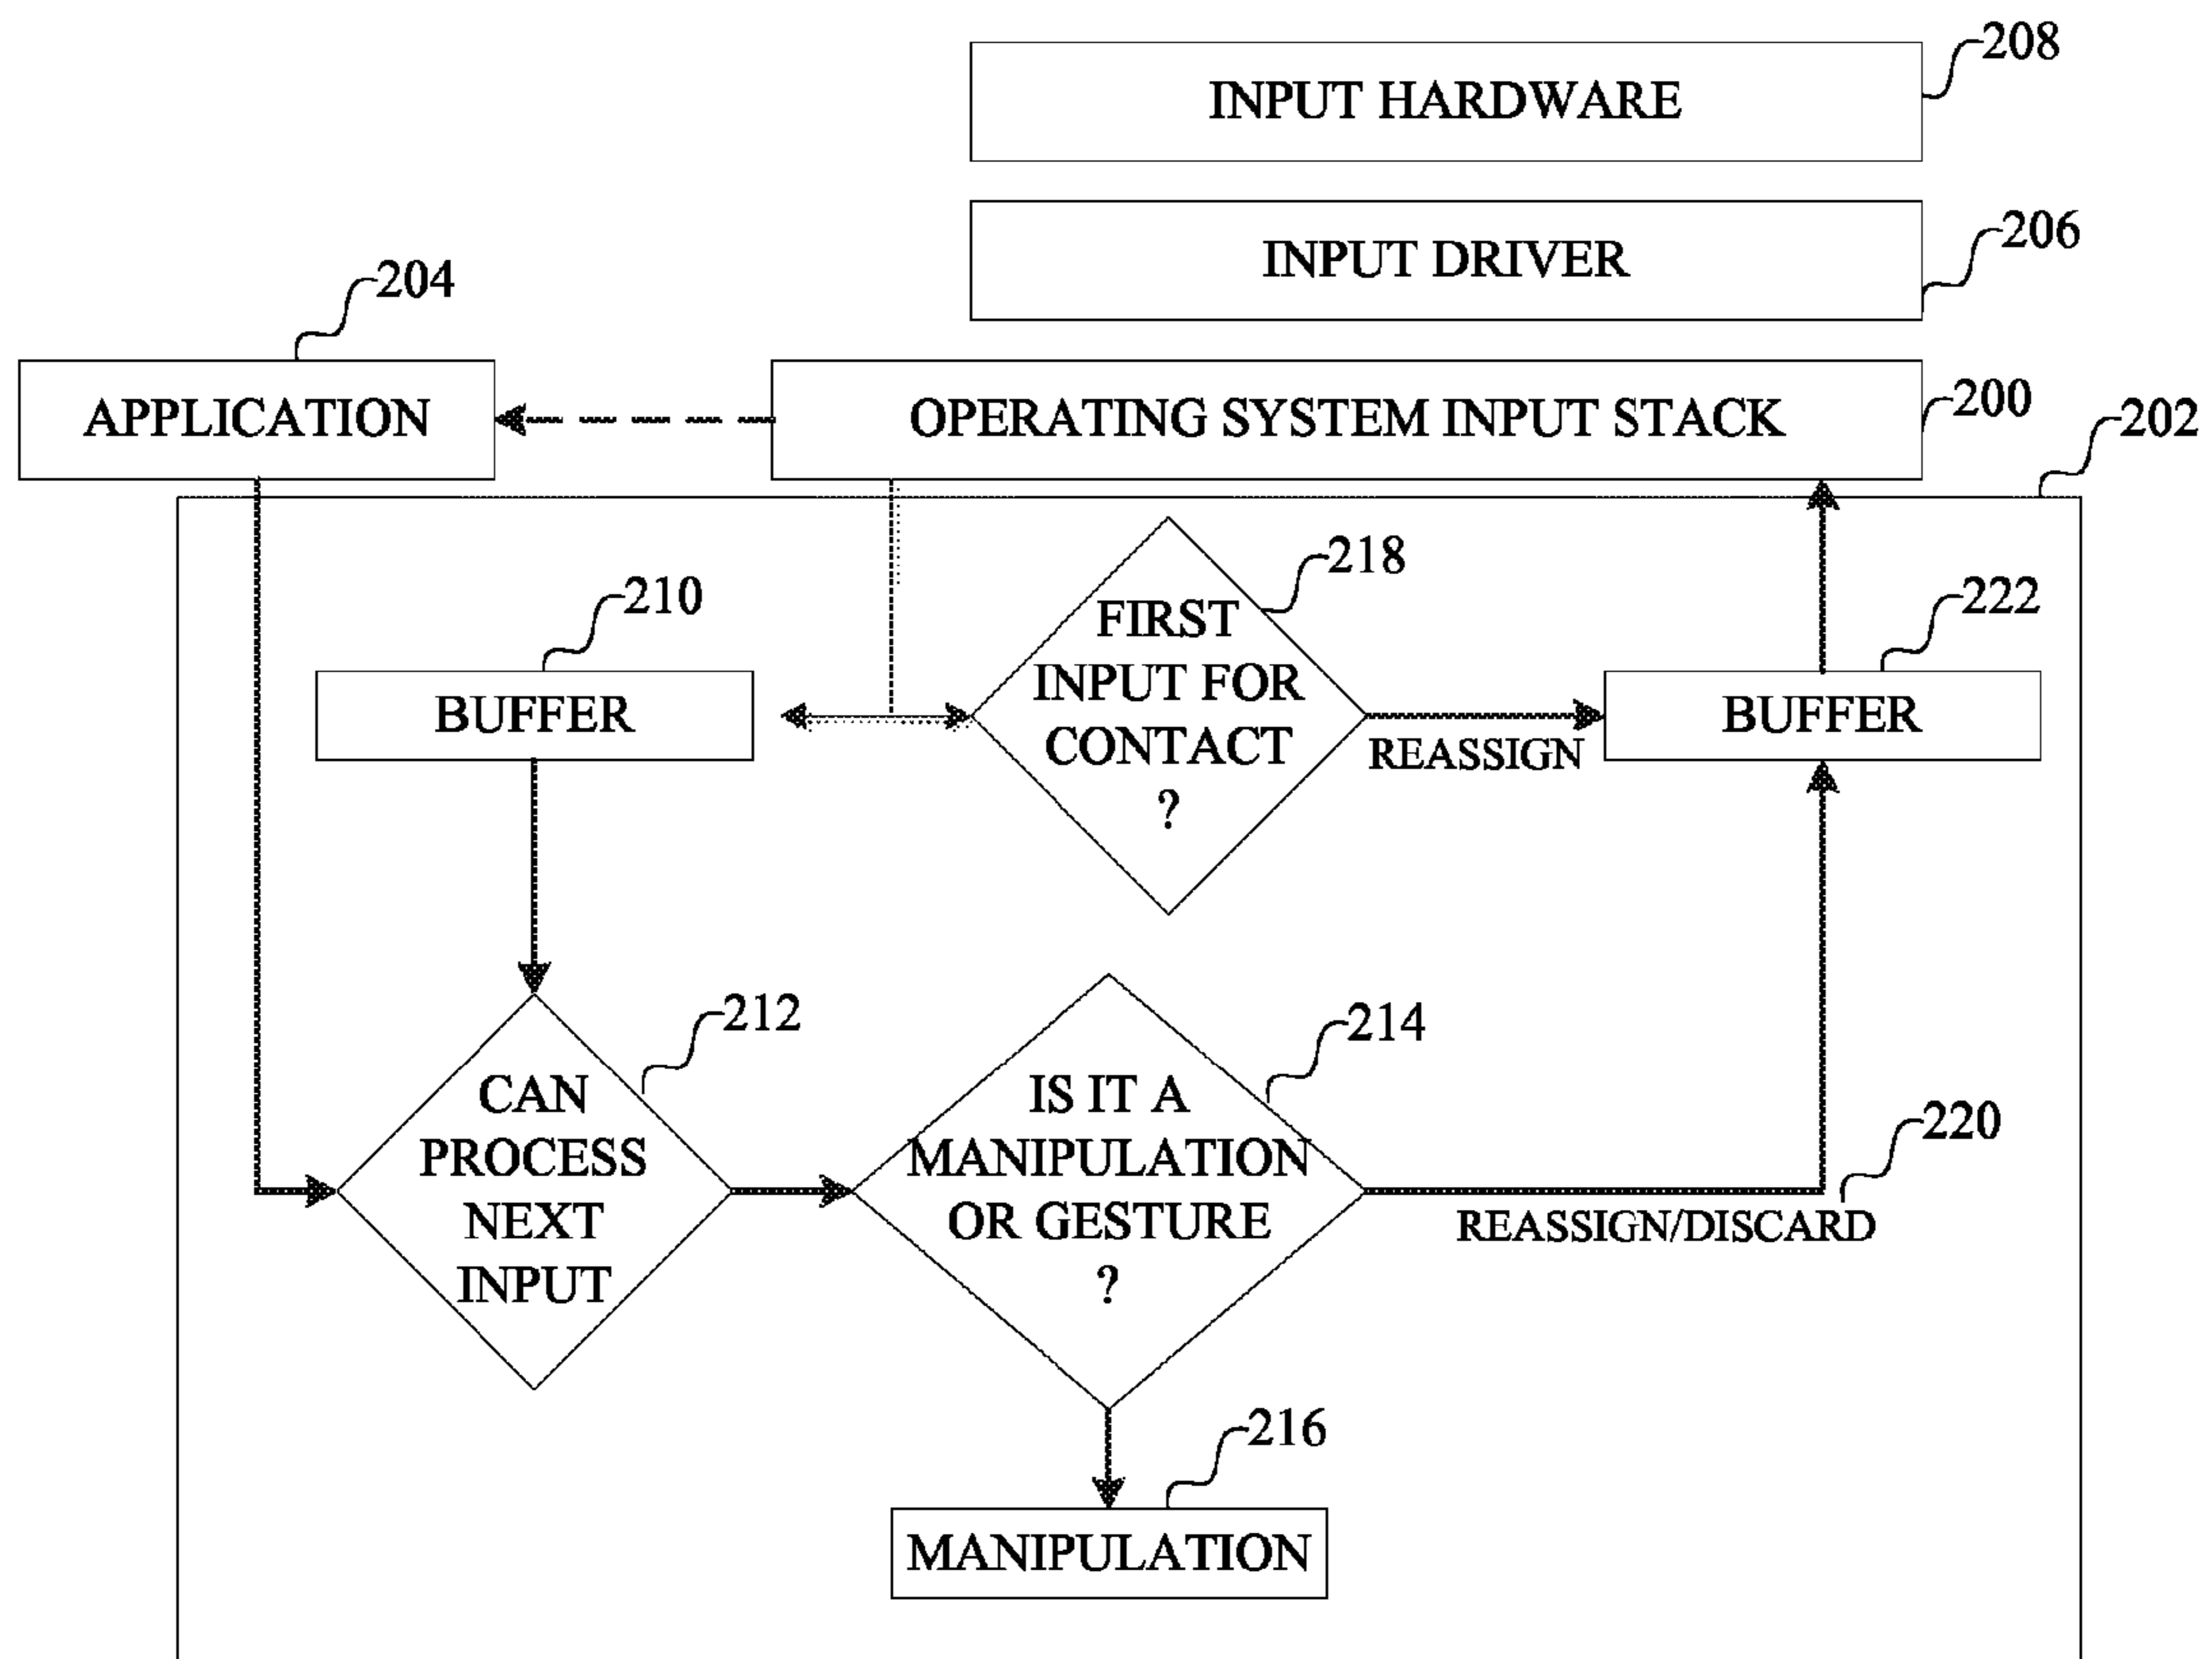 208
INPUT HARDWARE
206
INPUT DRIVER
204
APPLICATION
OPERATING SYSTEM INPUT STACK
200
202
218
210
222
FIRST
INPUT FOR
CONTACT
?
BUFFER
REASSIGN
BUFFER
212
214
CAN
PROCESS
NEXT
INPUT
IS IT A
MANIPULATION
OR GESTURE
?
220
REASSIGN/DISCARD
216
MANIPULATION